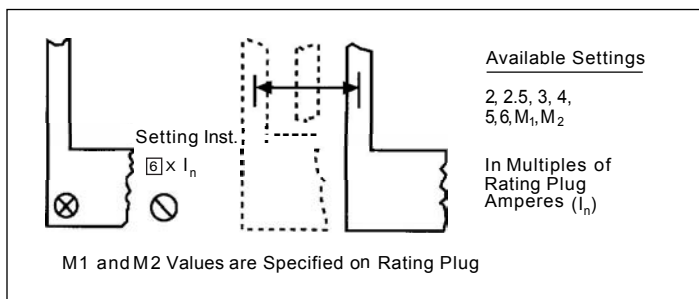 Available Settings
2, 2.5, 3, 4,
5,6,M₁,M₂
Setting Inst.
6 x Iₙ
In Multiples of
Rating Plug
Amperes (Iₙ)
M1 and M2 Values are Specified on Rating Plug